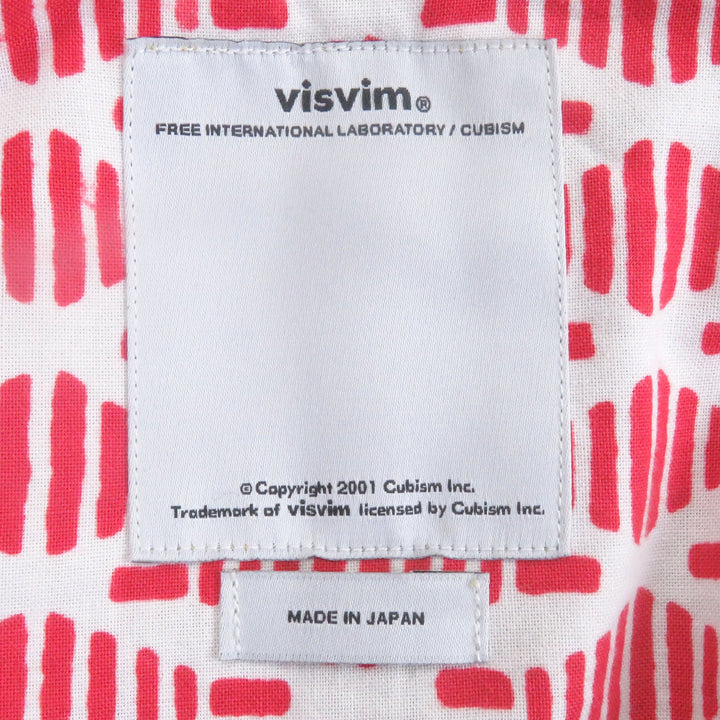 visvim®
FREE INTERNATIONAL LABORATORY / CUBISM
© Copyright 2001 Cubism Inc.
Trademark of visvim licensed by Cubism Inc.
MADE IN JAPAN